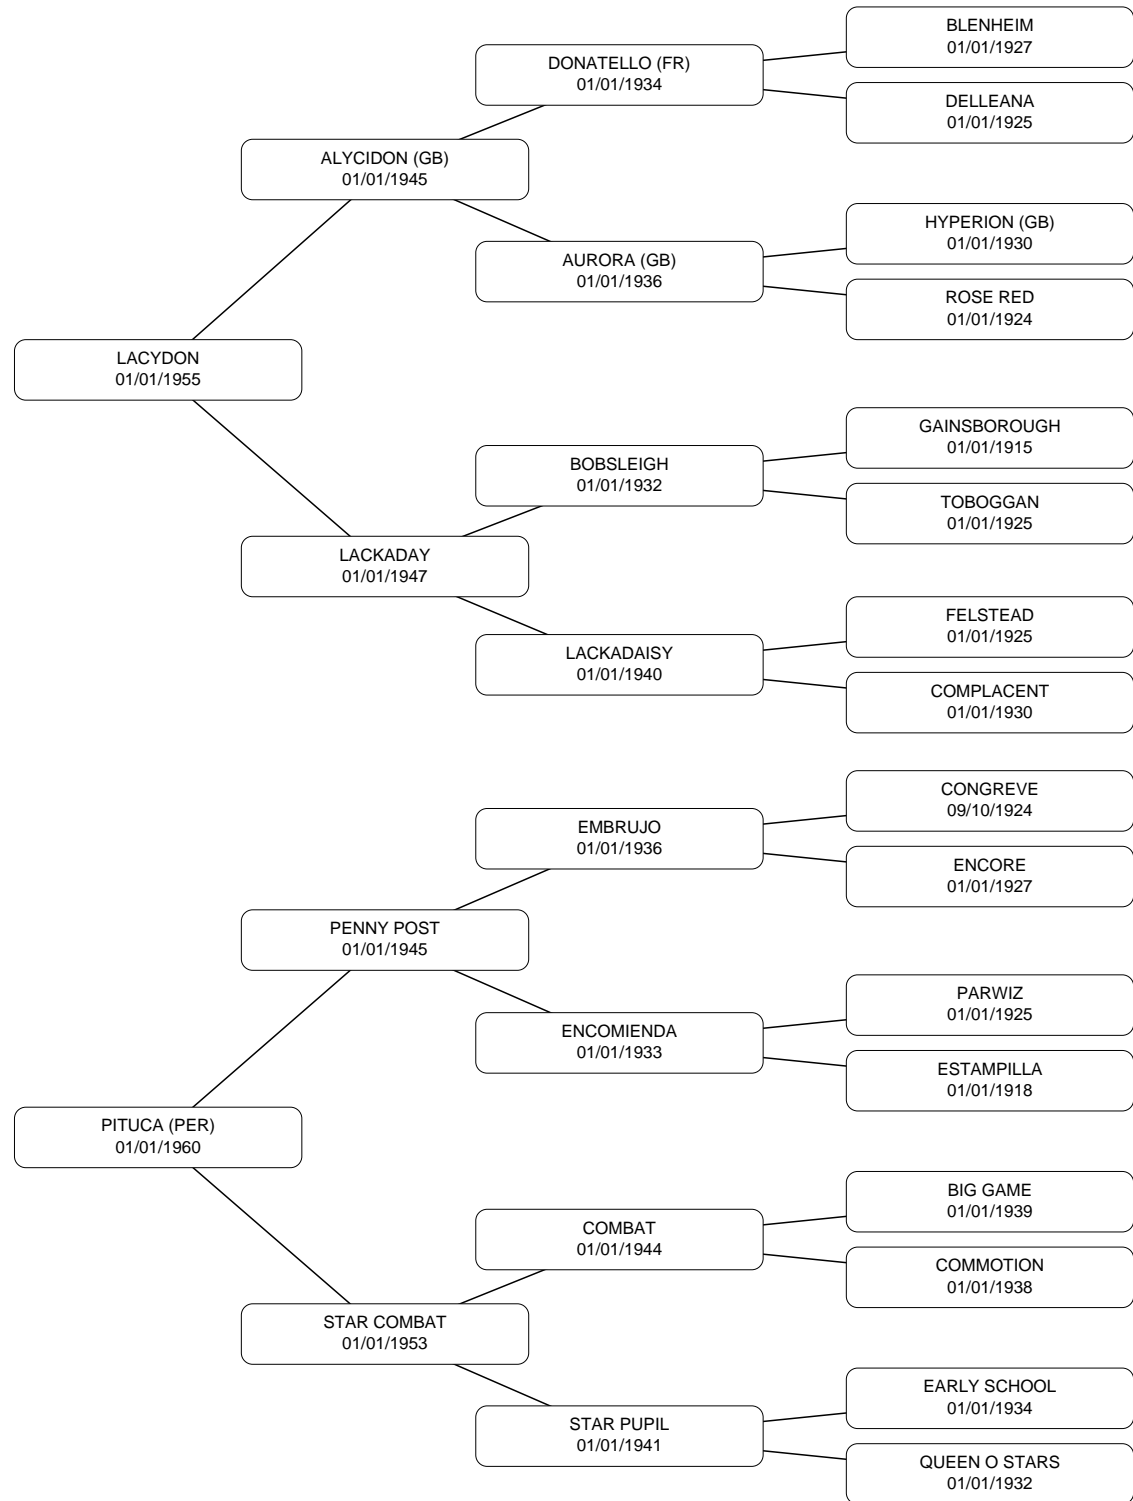 BLENHEIM
01/01/1927
DONATELLO (FR)
01/01/1934
DELLEANA
01/01/1925
ALYCIDON (GB)
01/01/1945
HYPERION (GB)
01/01/1930
AURORA (GB)
01/01/1936
ROSE RED
01/01/1924
LACYDON
01/01/1955
GAINSBOROUGH
01/01/1915
BOBSLEIGH
01/01/1932
TOBOGGAN
01/01/1925
LACKADAY
01/01/1947
FELSTEAD
01/01/1925
LACKADAISY
01/01/1940
COMPLACENT
01/01/1930
CONGREVE
09/10/1924
EMBRUJO
01/01/1936
ENCORE
01/01/1927
PENNY POST
01/01/1945
PARWIZ
01/01/1925
ENCOMIENDA
01/01/1933
ESTAMPILLA
01/01/1918
PITUCA (PER)
01/01/1960
BIG GAME
01/01/1939
COMBAT
01/01/1944
COMMOTION
01/01/1938
STAR COMBAT
01/01/1953
EARLY SCHOOL
01/01/1934
STAR PUPIL
01/01/1941
QUEEN O STARS
01/01/1932